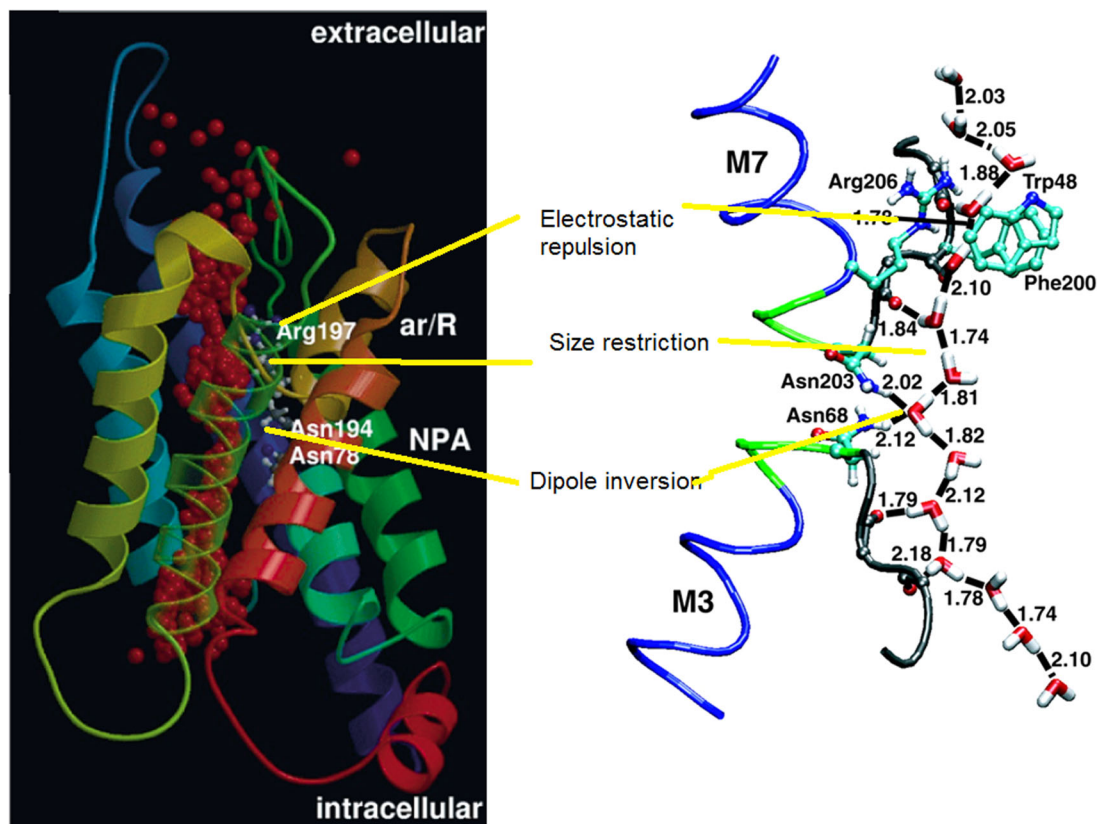 extracellular
Arg197
ar/R
Asn194
Asn78
NPA
intracellular
Electrostatic
repulsion
Size restriction
Dipole inversion
M7
M3
2.03
2.05
1.88
Trp48
Arg206
1.78
Phe200
2.10
1.84
1.74
Asn203
2.02
1.81
Asn68
2.12
1.82
2.12
1.79
1.79
2.18
1.78
1.74
2.10